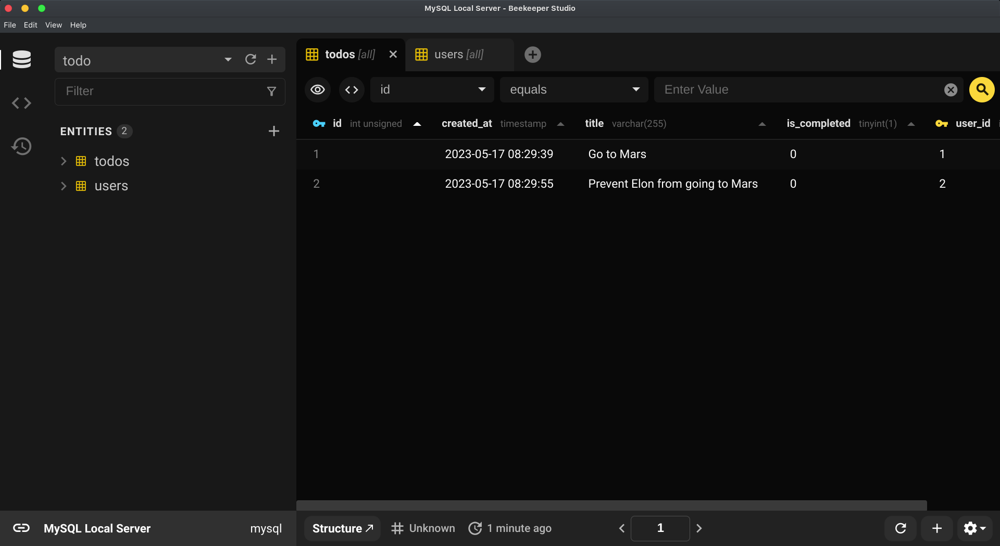 MySQL Local Server - Beekeeper Studio
File Edit View Help
todo
Filter
ENTITIES 2
todos
users
todos [all] users [all]
id equals Enter Value
id int unsigned created_at timestamp title varchar(255) is_completed tinyint(1) user_id
1 2023-05-17 08:29:39 Go to Mars 0 1
2 2023-05-17 08:29:55 Prevent Elon from going to Mars 0 2
MySQL Local Server mysql
Structure Unknown 1 minute ago 1